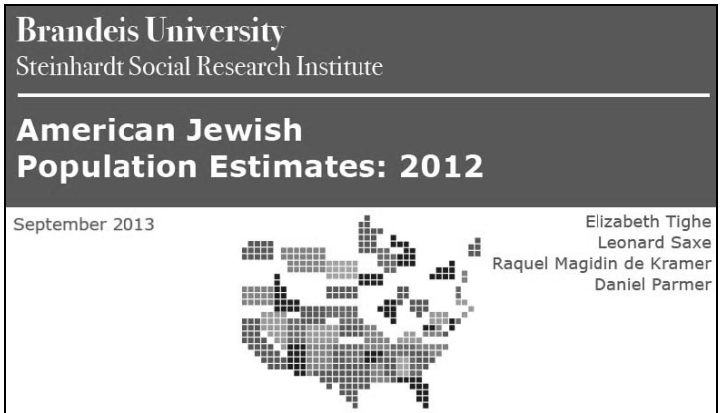 Brandeis University
Steinhardt Social Research Institute
American Jewish
Population Estimates: 2012
September 2013
Elizabeth Tighe
Leonard Saxe
Raquel Magidin de Kramer
Daniel Parmer